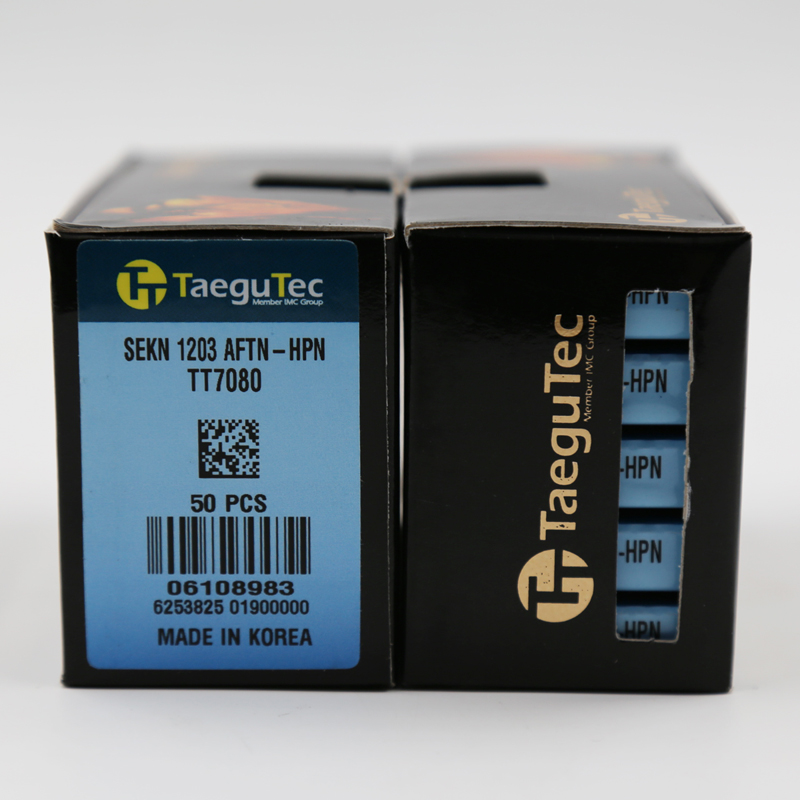 TaeguTec
Member IMC Group
SEKN 1203 AFTN-HPN
TT7080
50 PCS
06108983
6253825 01900000
MADE IN KOREA
TaeguTec
Member IMC Group
-HPN
-HPN
-HPN
-HPN
-HPN
TaeguTec